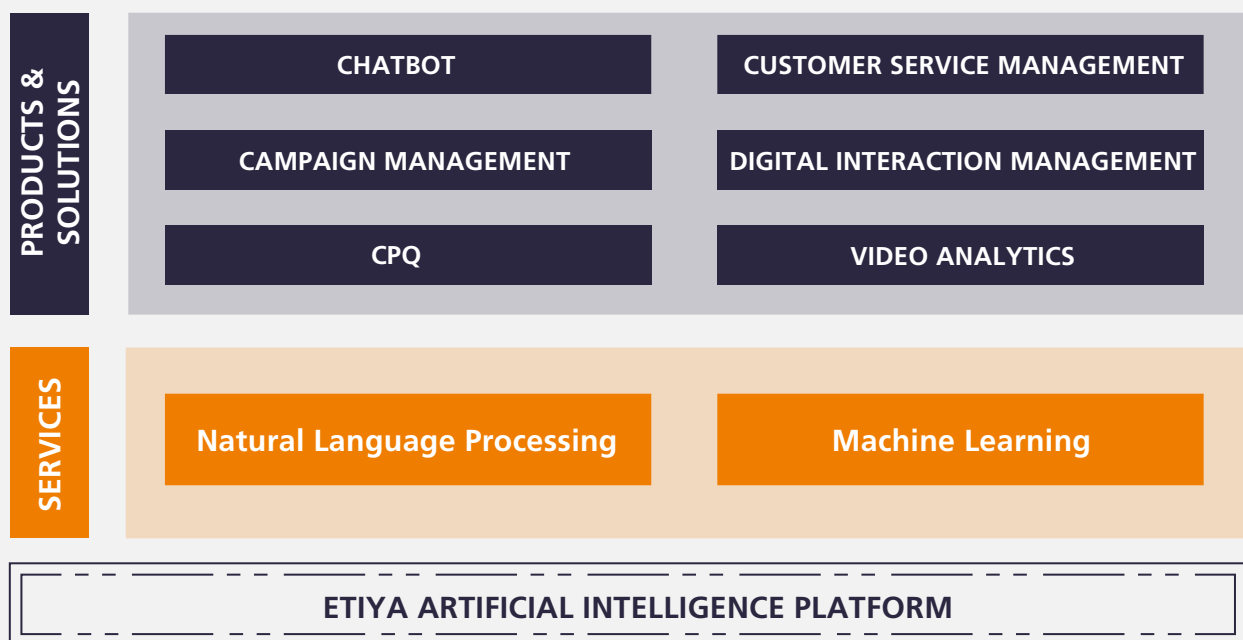 PRODUCTS &
SOLUTIONS
CHATBOT
CUSTOMER SERVICE MANAGEMENT
CAMPAIGN MANAGEMENT
DIGITAL INTERACTION MANAGEMENT
CPQ
VIDEO ANALYTICS
SERVICES
Natural Language Processing
Machine Learning
ETIYA ARTIFICIAL INTELLIGENCE PLATFORM